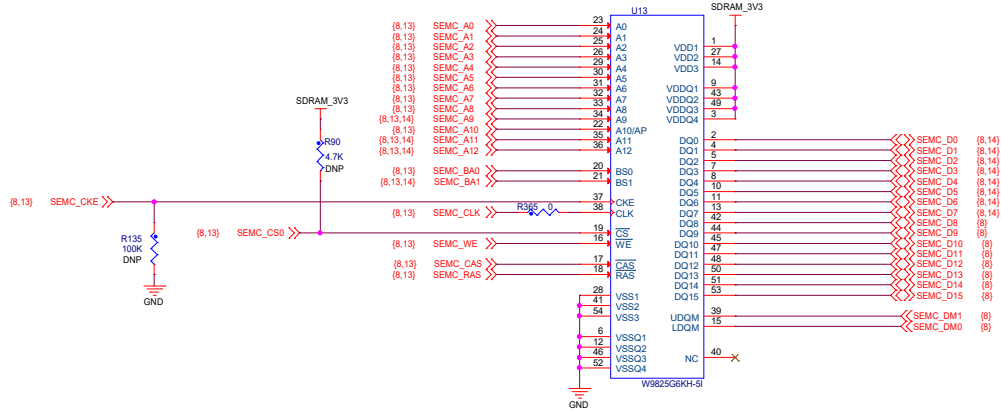 U13
SDRAM_3V3
{8,13} SEMC_A0 23 A0
{8,13} SEMC_A1 24 A1
{8,13} SEMC_A2 25 A2
{8,13} SEMC_A3 26 A3
{8,13} SEMC_A4 29 A4
{8,13} SEMC_A5 30 A5
{8,13} SEMC_A6 31 A6
{8,13} SEMC_A7 32 A7
{8,13} SEMC_A8 33 A8
{8,13,14} SEMC_A9 34 A9
{8,13} SEMC_A10 22 A10/AP
{8,13,14} SEMC_A11 35 A11
{8,13,14} SEMC_A12 36 A12
{8,13} SEMC_BA0 20 BS0
{8,13,14} SEMC_BA1 21 BS1
{8,13} SEMC_CKE 37 CKE
{8,13} SEMC_CLK R365 0 38 CLK
{8,13} SEMC_CS0 19 CS
{8,13} SEMC_WE 16 WE
{8,13} SEMC_CAS 17 CAS
{8,13} SEMC_RAS 18 RAS
SDRAM_3V3
R90
4.7K
DNP
R135
100K
DNP
GND
28 VSS1
41 VSS2
54 VSS3
6 VSSQ1
12 VSSQ2
46 VSSQ3
52 VSSQ4
GND
VDD1 1
VDD2 27
VDD3 14
VDDQ1 9
VDDQ2 43
VDDQ3 49
VDDQ4 3
DQ0 2 SEMC_D0 {8,14}
DQ1 4 SEMC_D1 {8,14}
DQ2 5 SEMC_D2 {8,14}
DQ3 7 SEMC_D3 {8,14}
DQ4 8 SEMC_D4 {8,14}
DQ5 10 SEMC_D5 {8,14}
DQ6 11 SEMC_D6 {8,14}
DQ7 13 SEMC_D7 {8,14}
DQ8 42 SEMC_D8 {8}
DQ9 44 SEMC_D9 {8}
DQ10 45 SEMC_D10 {8}
DQ11 47 SEMC_D11 {8}
DQ12 48 SEMC_D12 {8}
DQ13 50 SEMC_D13 {8}
DQ14 51 SEMC_D14 {8}
DQ15 53 SEMC_D15 {8}
UDQM 39 SEMC_DM1 {8}
LDQM 15 SEMC_DM0 {8}
NC 40
W9825G6KH-5I